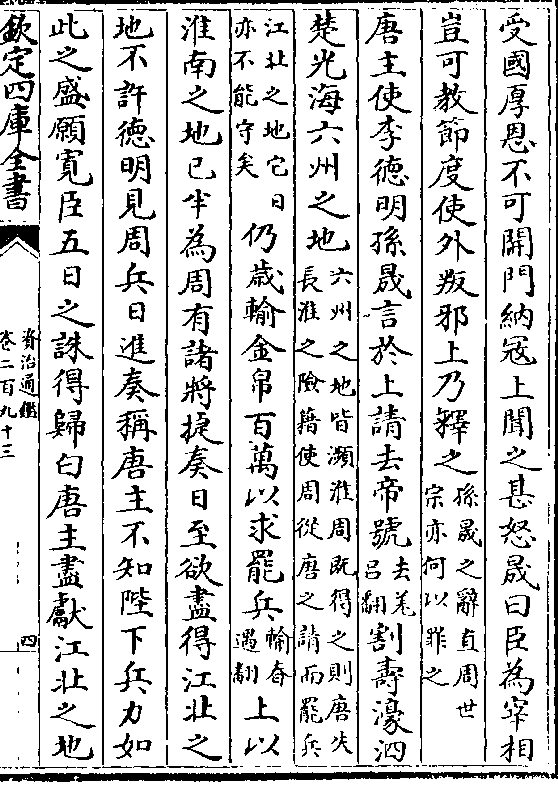 受國厚恩不可開門納冦上聞之甚怒晟曰臣為宰相
豈可教節度使外叛邪上乃釋之孫晟之辭直周世宗亦何以罪之
唐主使李德明孫晟言於上請去帝號去羌吕翻割壽濠泗
楚光海六州之地六州之地皆瀕淮周既得之則唐失長淮之險藉使周從唐之請而罷兵
江北之地它日亦不能守矣仍歳輸金帛百萬以求罷兵輸舂遇翻上以
淮南之地已半為周有諸將捷奏日至欲盡得江北之
地不許德明見周兵日進奏稱唐主不知陛下兵力如
此之盛願寛臣五日之誅得歸白唐主盡獻江北之地
欽定四庫全書
資治通鑑
卷二百九十三
四